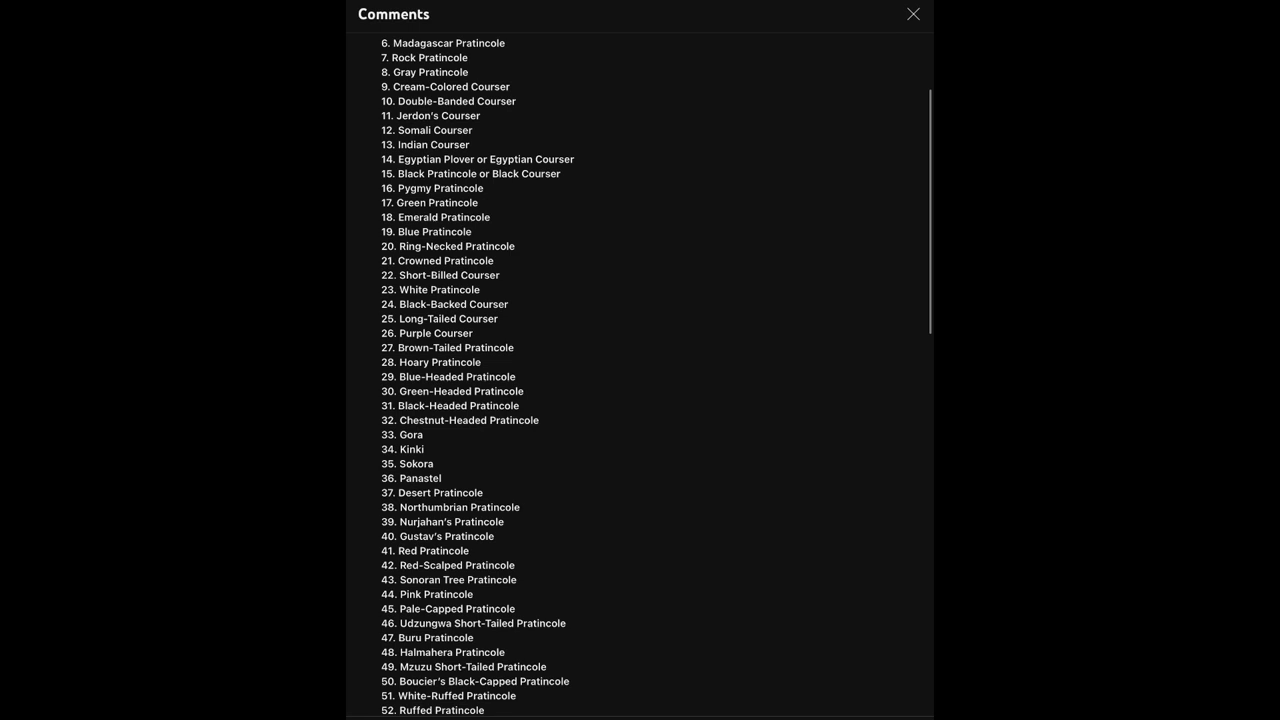 Comments
6. Madagascar Pratincole
7. Rock Pratincole
8. Gray Pratincole
9. Cream-Colored Courser
10. Double-Banded Courser
11. Jerdon's Courser
12. Somali Courser
13. Indian Courser
14. Egyptian Plover or Egyptian Courser
15. Black Pratincole or Black Courser
16. Pygmy Pratincole
17. Green Pratincole
18. Emerald Pratincole
19. Blue Pratincole
20. Ring-Necked Pratincole
21. Crowned Pratincole
22. Short-Billed Courser
23. White Pratincole
24. Black-Backed Courser
25. Long-Tailed Courser
26. Purple Courser
27. Brown-Tailed Pratincole
28. Hoary Pratincole
29. Blue-Headed Pratincole
30. Green-Headed Pratincole
31. Black-Headed Pratincole
32. Chestnut-Headed Pratincole
33. Gora
34. Kinki
35. Sokora
36. Panastel
37. Desert Pratincole
38. Northumbrian Pratincole
39. Nurjahan's Pratincole
40. Gustav's Pratincole
41. Red Pratincole
42. Red-Scalped Pratincole
43. Sonoran Tree Pratincole
44. Pink Pratincole
45. Pale-Capped Pratincole
46. Udzungwa Short-Tailed Pratincole
47. Buru Pratincole
48. Halmahera Pratincole
49. Mzuzu Short-Tailed Pratincole
50. Boucier's Black-Capped Pratincole
51. White-Ruffed Pratincole
52. Ruffed Pratincole